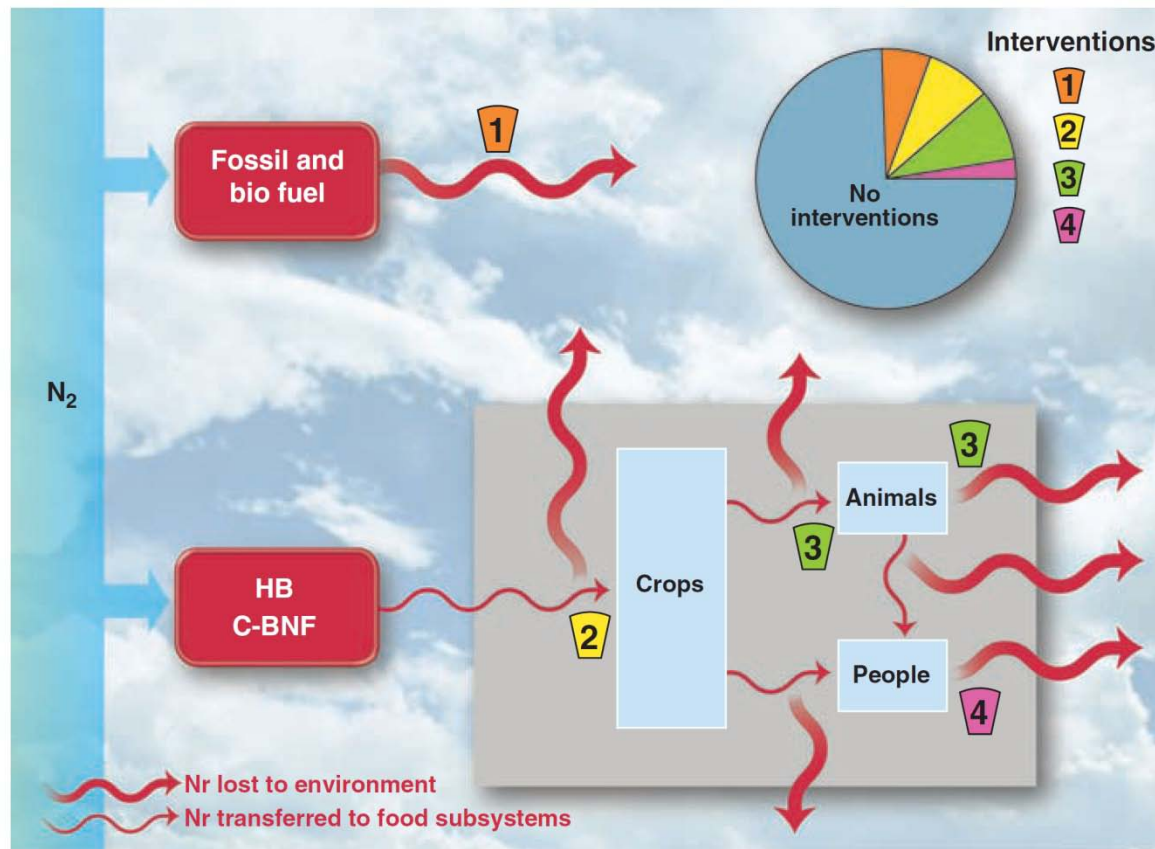 Interventions
1
2
3
4
No
interventions
Fossil and
bio fuel
1
N2
HB
C-BNF
2
Crops
3
Animals
3
People
4
Nr lost to environment
Nr transferred to food subsystems